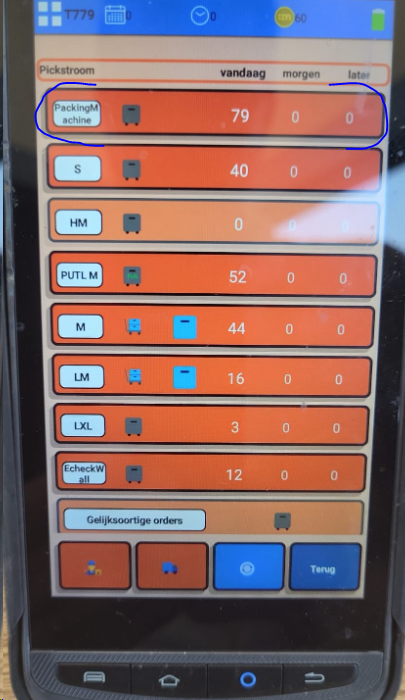 T779 0 0 60
Pickstroom vandaag morgen later
PackingM
achine 79 0 0
S 40 0 0
HM 0 0 0
PUTL M 52 0 0
M 44 0 0
LM 16 0 0
LXL 3 0 0
EcheckW
all 12 0 0
Gelijksoortige orders
Terug